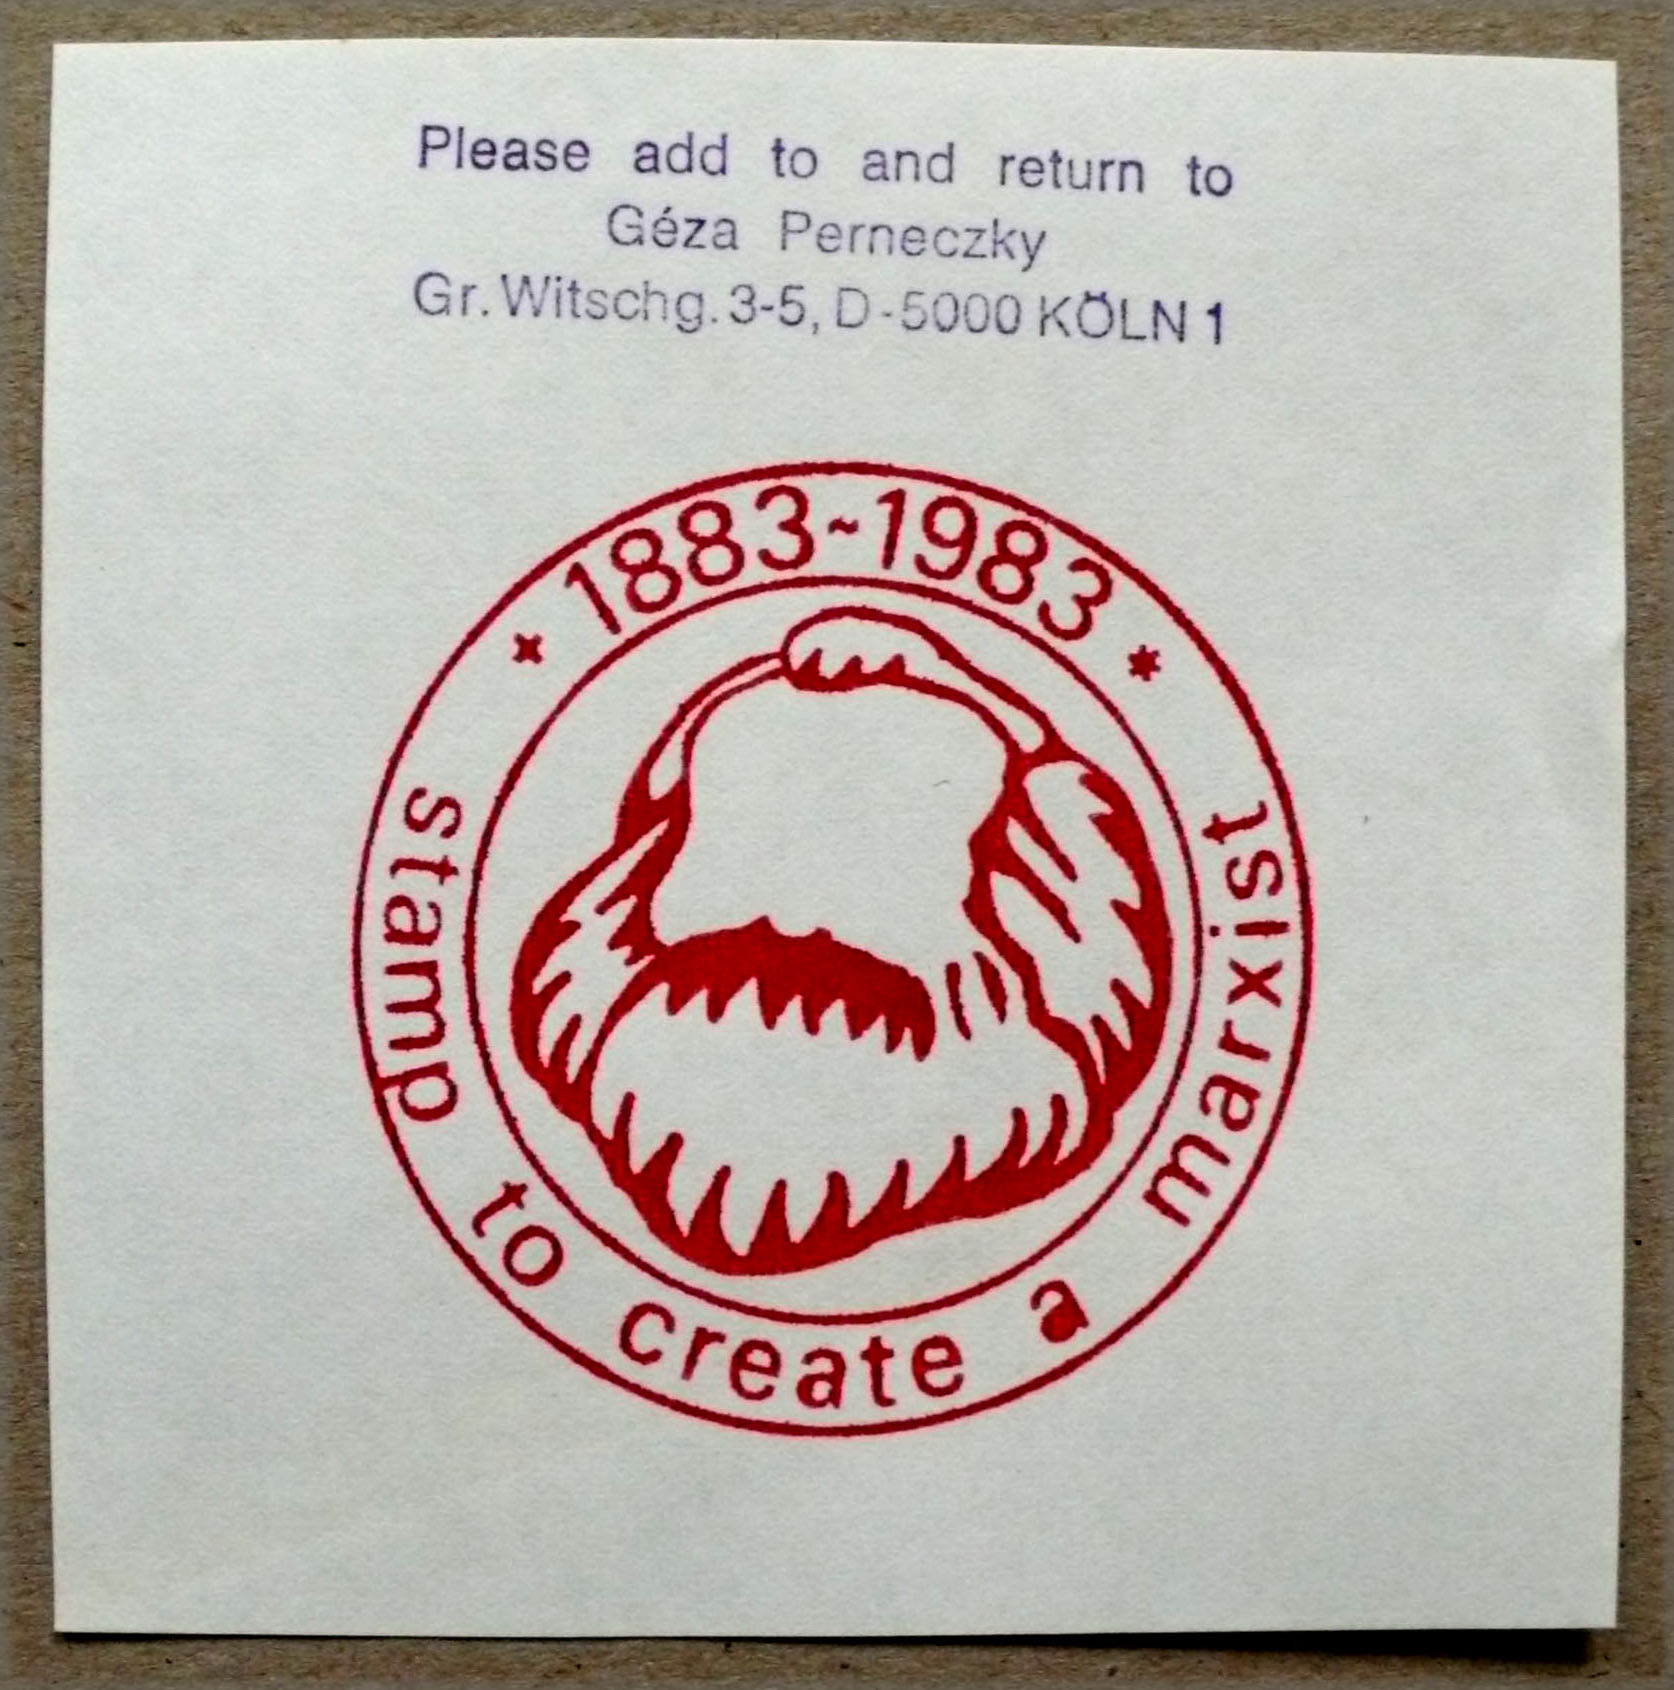 Please add to and return to
Géza Perneczky
Gr. Witschg. 3-5, D-5000 KÖLN 1
* 1883~1983 *
stamp to create a marxist